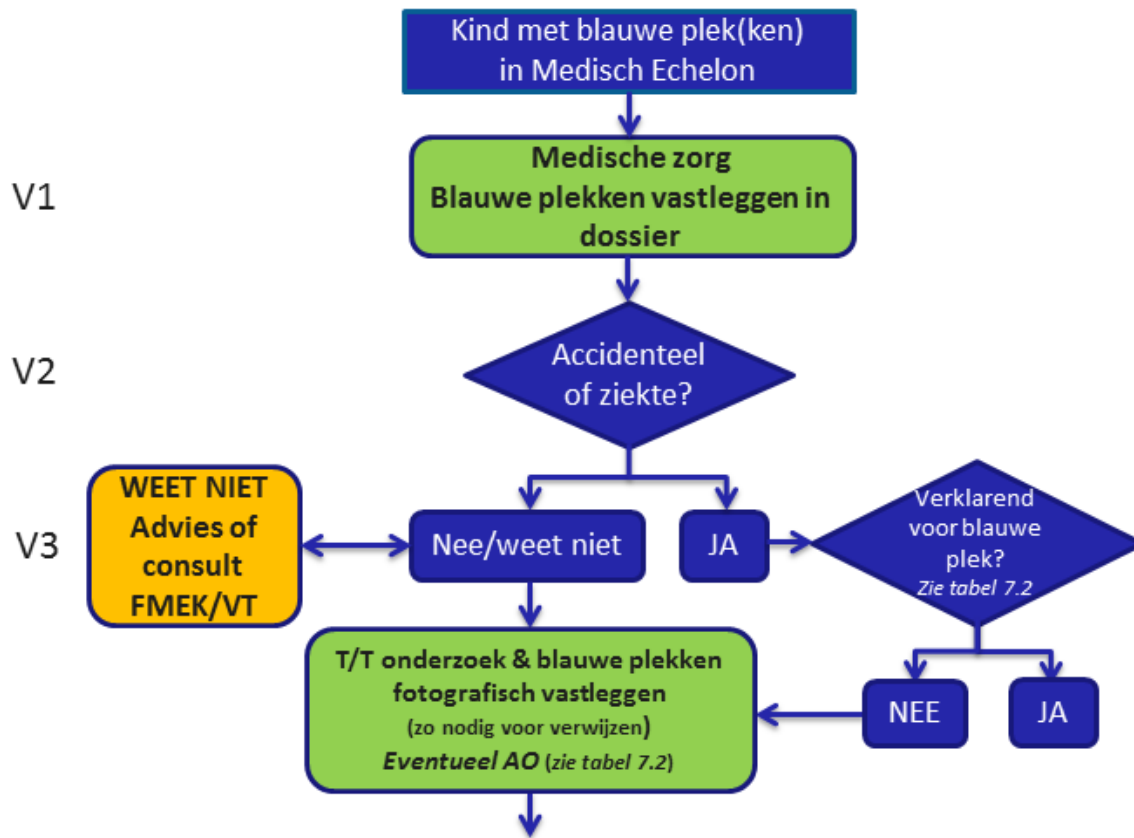 Kind met blauwe plek(ken)
in Medisch Echelon
V1
Medische zorg
Blauwe plekken vastleggen in
dossier
V2
Accidenteel
of ziekte?
V3
WEET NIET
Advies of
consult
FMEK/VT
Nee/weet niet
JA
Verklarend
voor blauwe
plek?
Zie tabel 7.2
T/T onderzoek & blauwe plekken
fotografisch vastleggen
(zo nodig voor verwijzen)
Eventueel AO (zie tabel 7.2)
NEE
JA